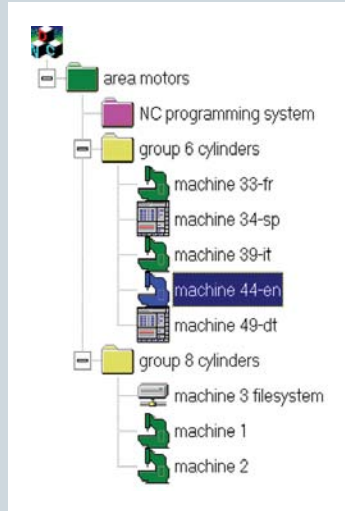 area motors
NC programming system
group 6 cylinders
machine 33-fr
machine 34-sp
machine 39-it
machine 44-en
machine 49-dt
group 8 cylinders
machine 3 filesystem
machine 1
machine 2